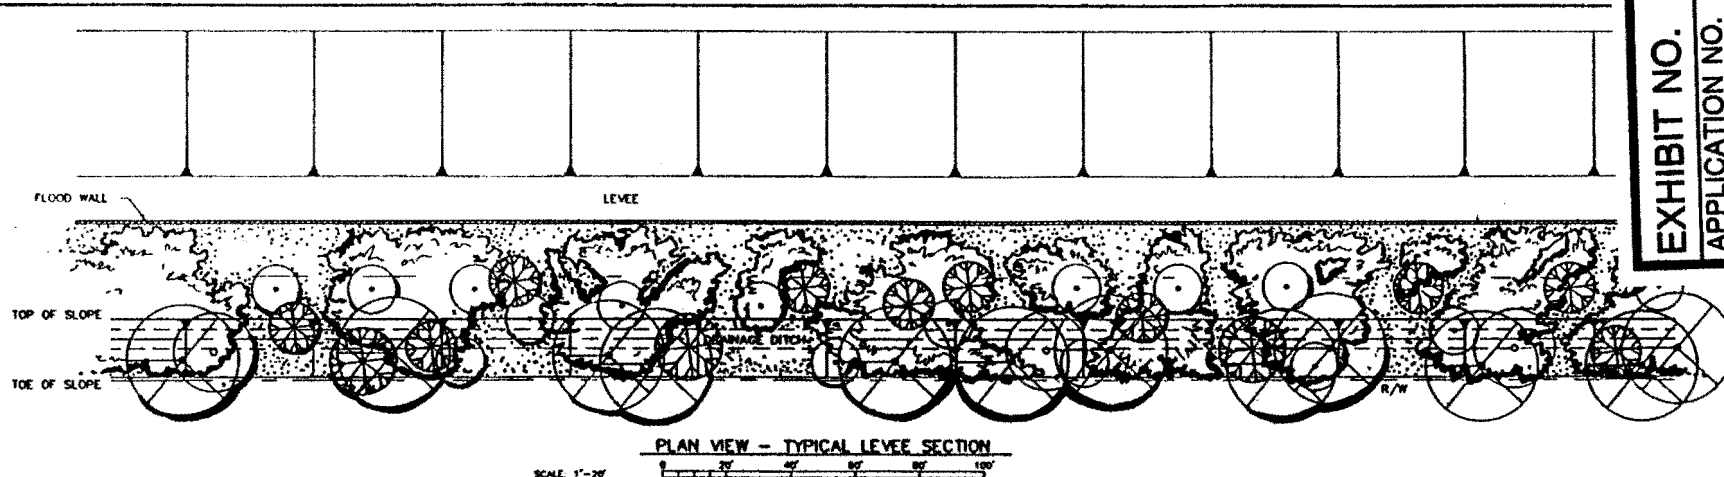 EXHIBIT NO.
APPLICATION NO.
FLOOD WALL
LEVEE
TOP OF SLOPE
DRAINAGE DITCH
TOE OF SLOPE
R/W
PLAN VIEW - TYPICAL LEVEE SECTION
SCALE: 1"-20'
0 20' 40' 60' 80' 100'